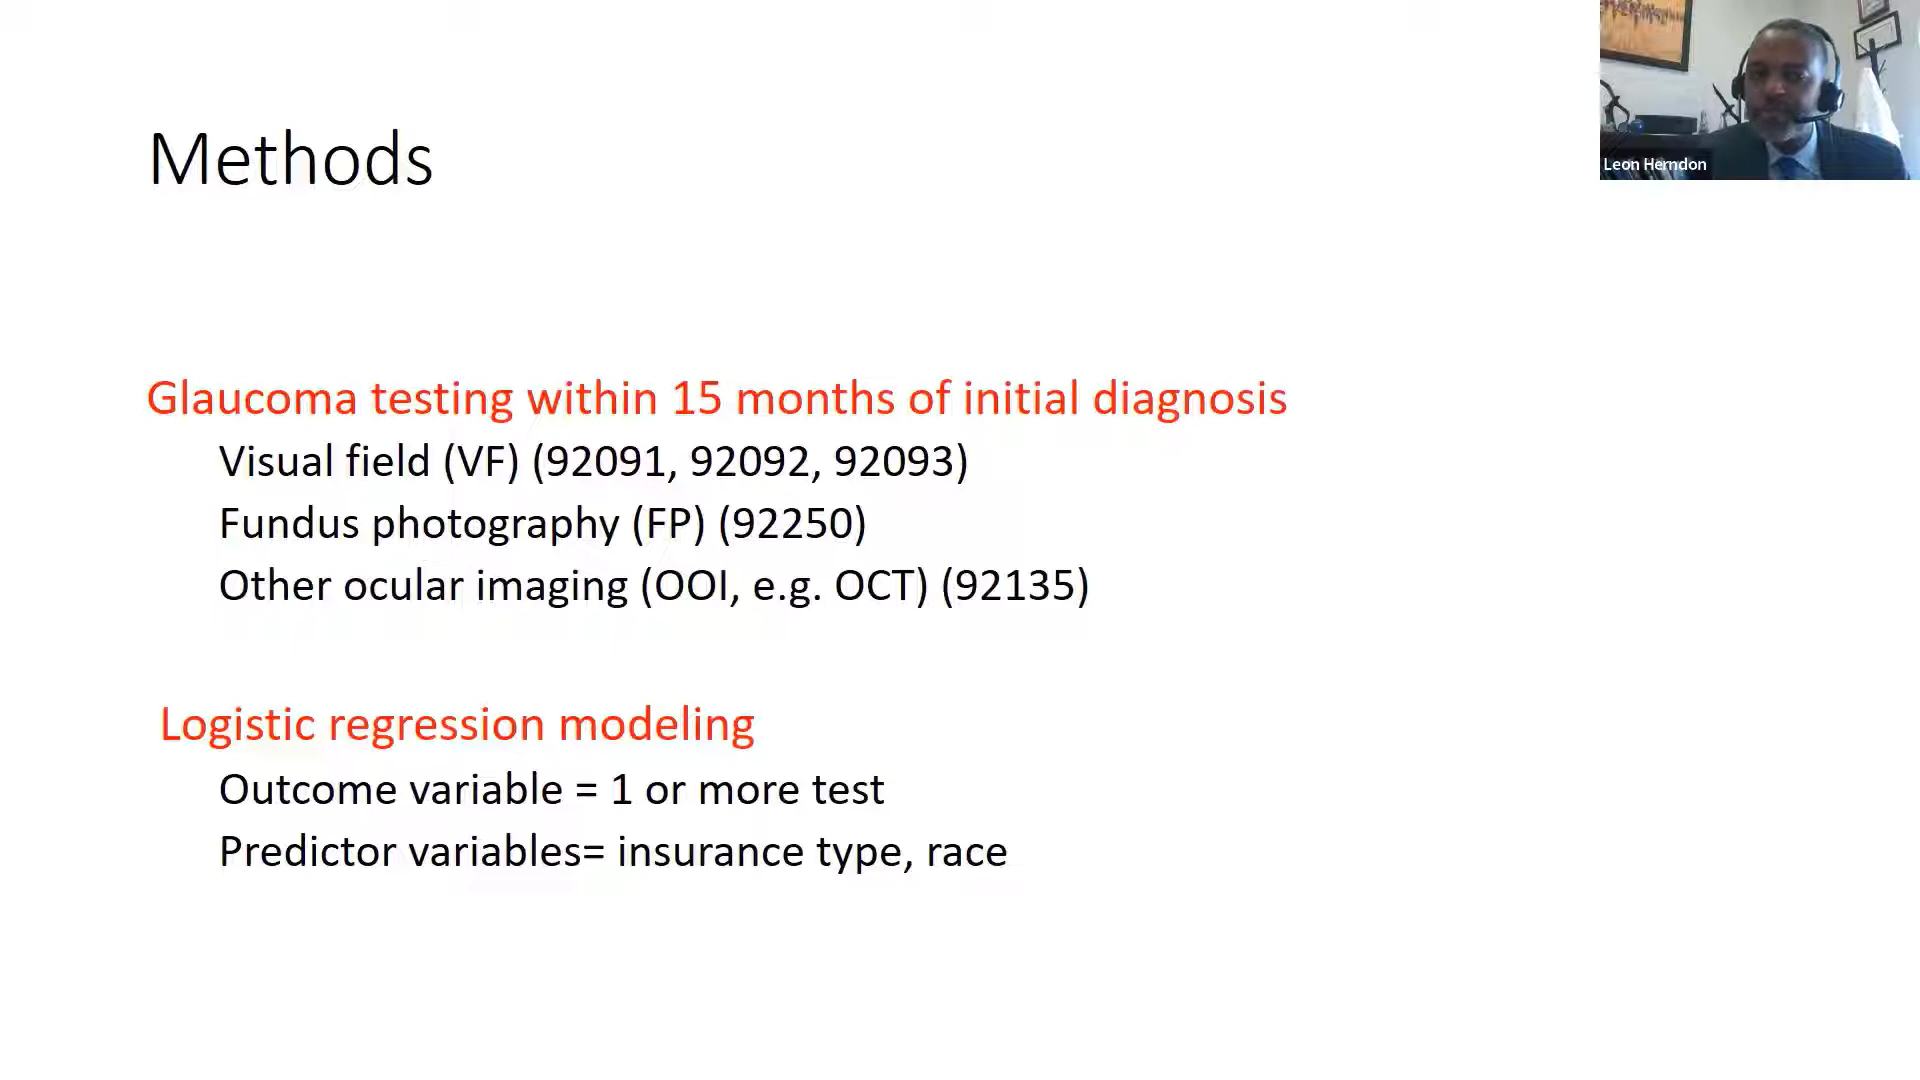 Methods
Leon Herndon
Glaucoma testing within 15 months of initial diagnosis
Visual field (VF) (92091, 92092, 92093)
Fundus photography (FP) (92250)
Other ocular imaging (OOI, e.g. OCT) (92135)
Logistic regression modeling
Outcome variable = 1 or more test
Predictor variables= insurance type, race